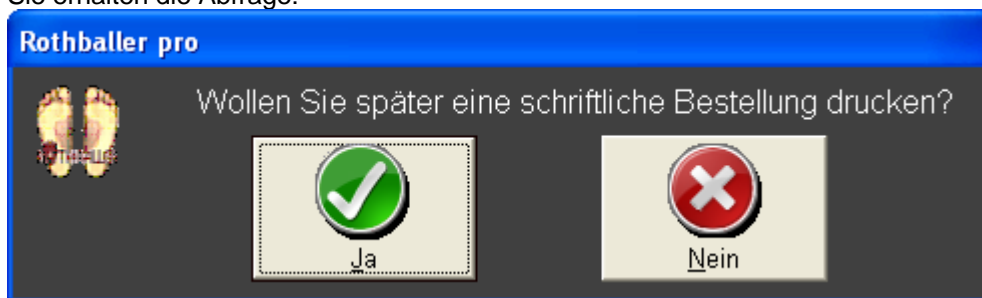 Sie erhalten die Abfrage:
Rothballer pro
Wollen Sie später eine schriftliche Bestellung drucken?
Ja
Nein